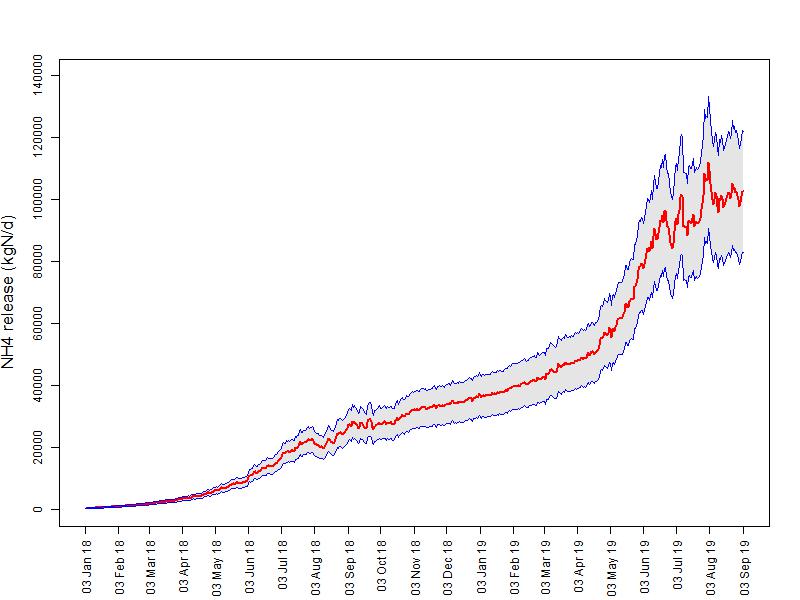 NH4 release (kgN/d)
140000
120000
100000
80000
60000
40000
20000
0
03 Jan 18
03 Feb 18
03 Mar 18
03 Apr 18
03 May 18
03 Jun 18
03 Jul 18
03 Aug 18
03 Sep 18
03 Oct 18
03 Nov 18
03 Dec 18
03 Jan 19
03 Feb 19
03 Mar 19
03 Apr 19
03 May 19
03 Jun 19
03 Jul 19
03 Aug 19
03 Sep 19